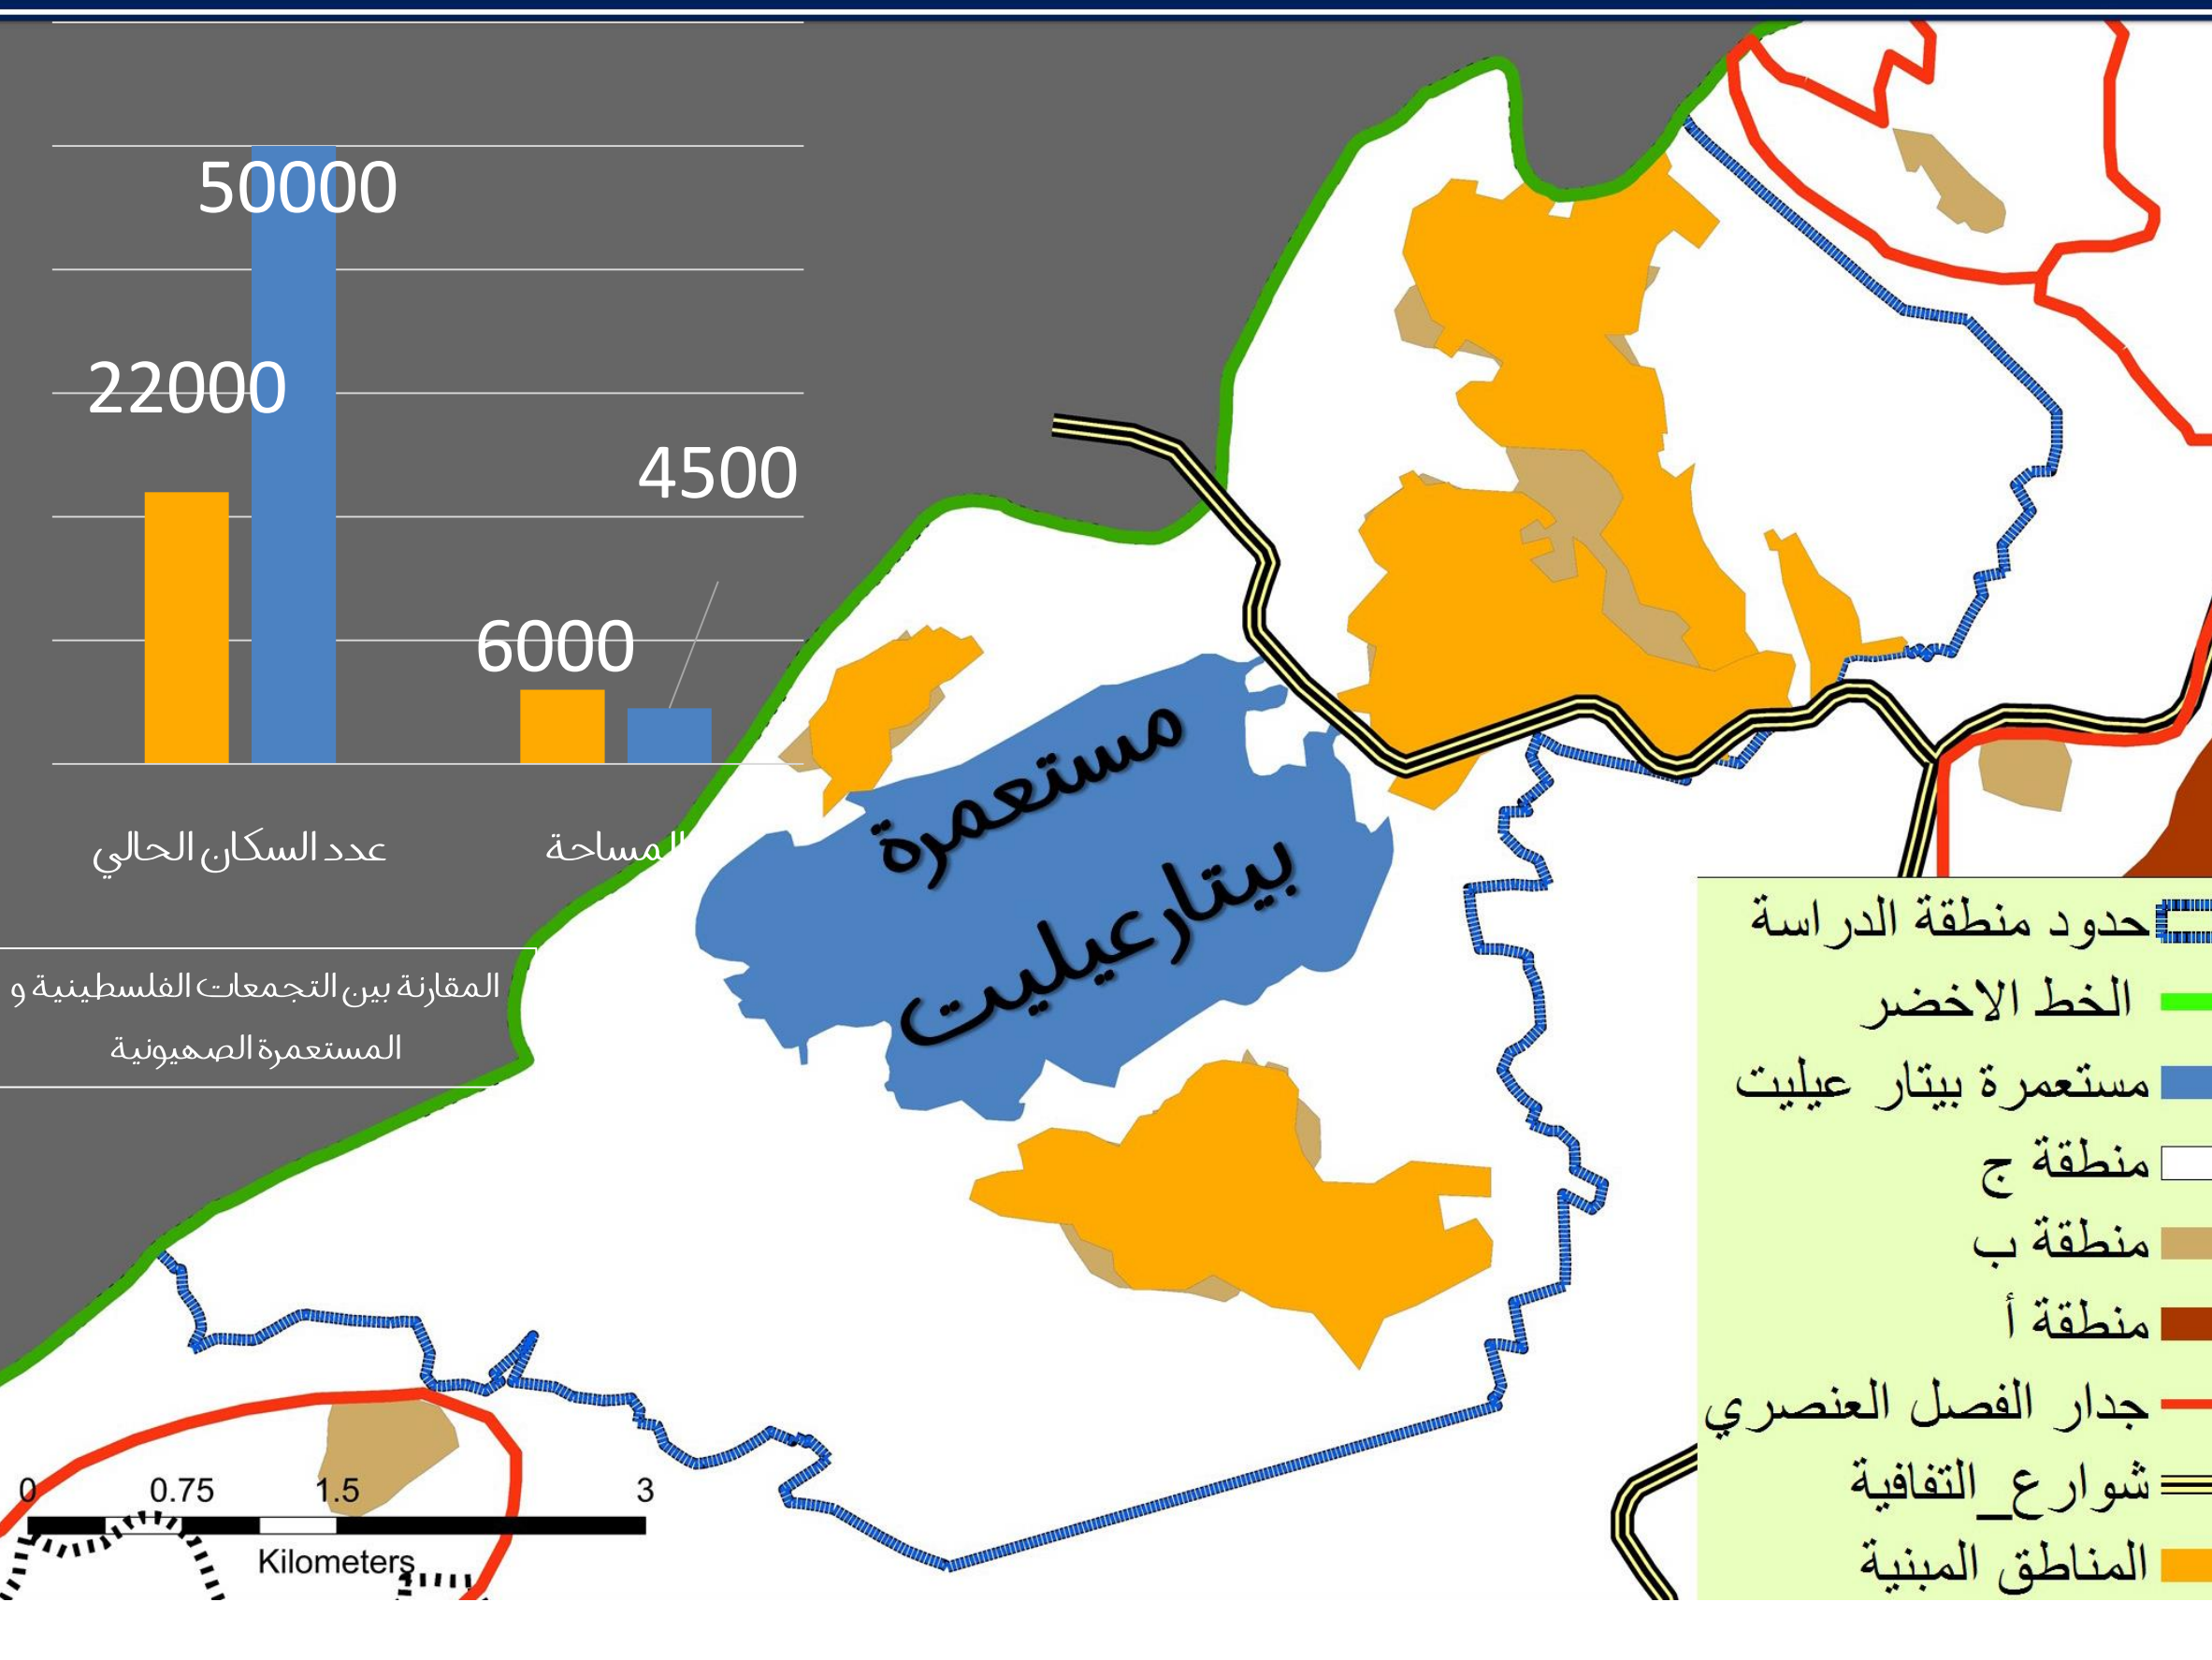 50000
22000
4500
6000
عدد السكان الحالي
المساحة
المقارنة بين التجمعات الفلسطينية و
المستعمرة الصهيونية
مستعمرة
بيتارعيليت
حدود منطقة الدراسة
الخط الاخضر
مستعمرة بيتار عيليت
منطقة ج
منطقة ب
منطقة أ
جدار الفصل العنصري
شوارع_التفافية
المناطق المبنية
0 0.75 1.5 3
Kilometers